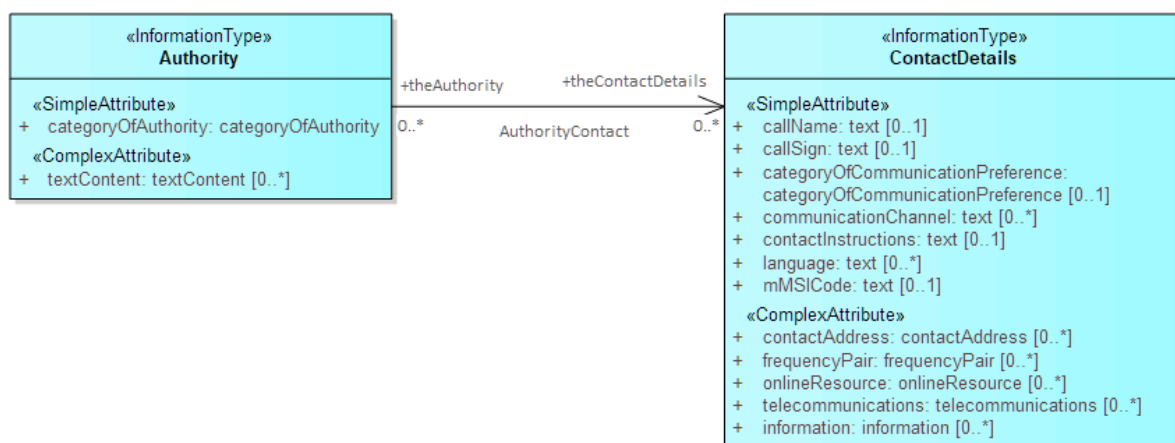 «InformationType»
Authority
«SimpleAttribute»
+ categoryOfAuthority: categoryOfAuthority
«ComplexAttribute»
+ textContent: textContent [0..*]
+theAuthority
+theContactDetails
0..*
AuthorityContact
0..*
«InformationType»
ContactDetails
«SimpleAttribute»
+ callName: text [0..1]
+ callSign: text [0..1]
+ categoryOfCommunicationPreference:
categoryOfCommunicationPreference [0..1]
+ communicationChannel: text [0..*]
+ contactInstructions: text [0..1]
+ language: text [0..*]
+ mMSICode: text [0..1]
«ComplexAttribute»
+ contactAddress: contactAddress [0..*]
+ frequencyPair: frequencyPair [0..*]
+ onlineResource: onlineResource [0..*]
+ telecommunications: telecommunications [0..*]
+ information: information [0..*]